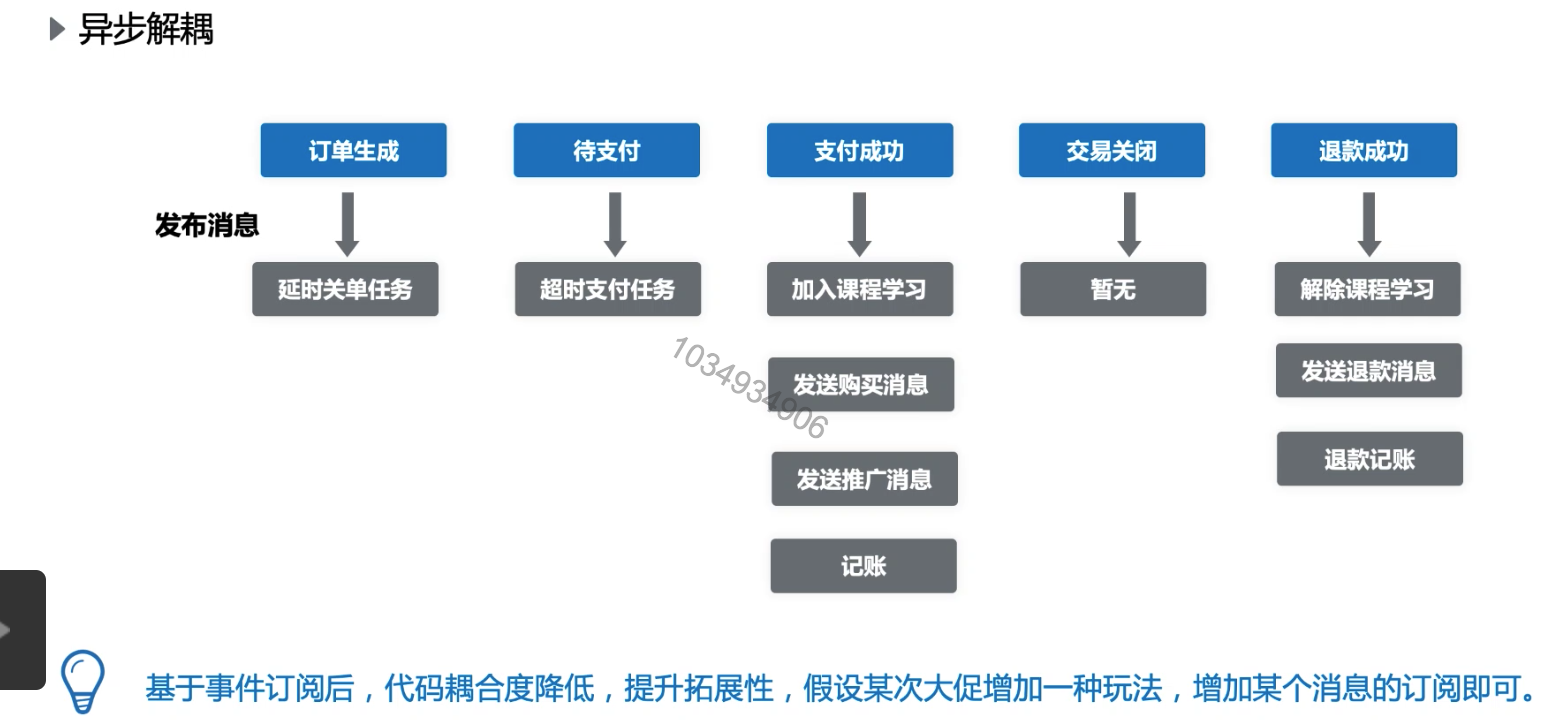 异步解耦
订单生成
待支付
支付成功
交易关闭
退款成功
发布消息
延时关单任务
超时支付任务
加入课程学习
暂无
解除课程学习
1034934906
发送购买消息
发送退款消息
发送推广消息
退款记账
记账
基于事件订阅后，代码耦合度降低，提升拓展性，假设某次大促增加一种玩法，增加某个消息的订阅即可。